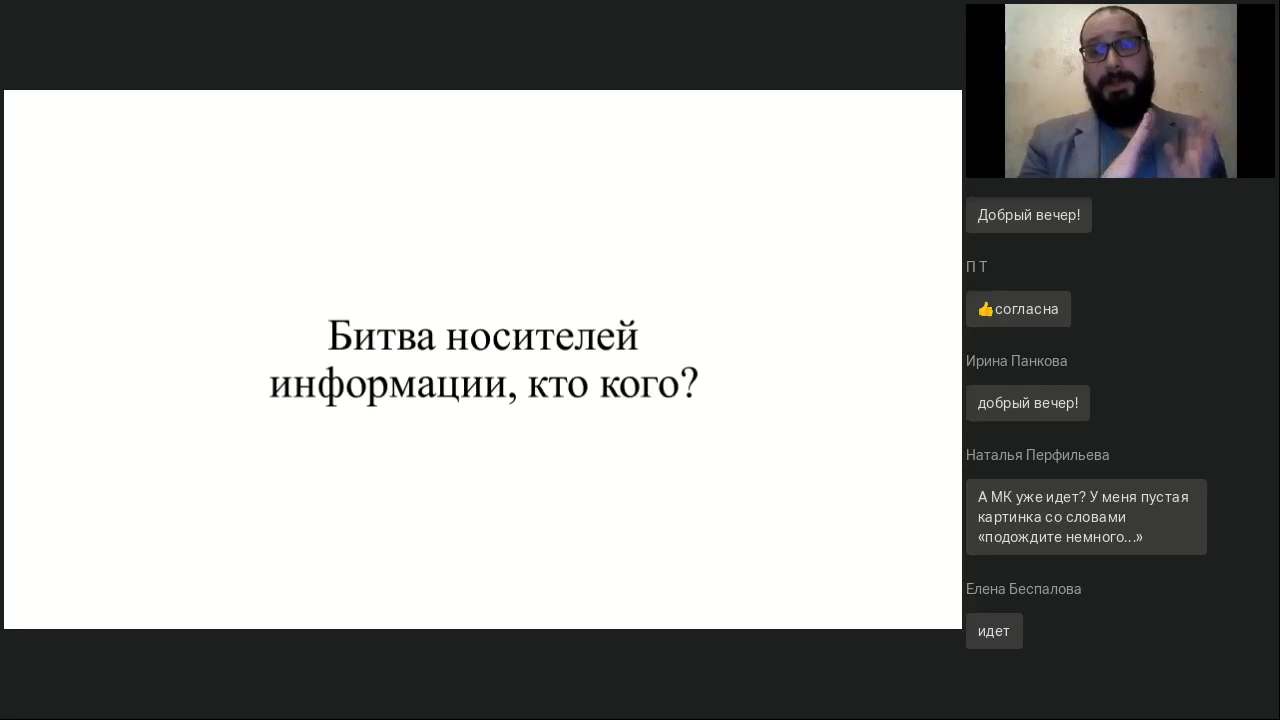 Битва носителей
информации, кто кого?
Добрый вечер!
П Т
👍согласна
Ирина Панкова
добрый вечер!
Наталья Перфильева
А МК уже идет? У меня пустая
картинка со словами
«подождите немного...»
Елена Беспалова
идет